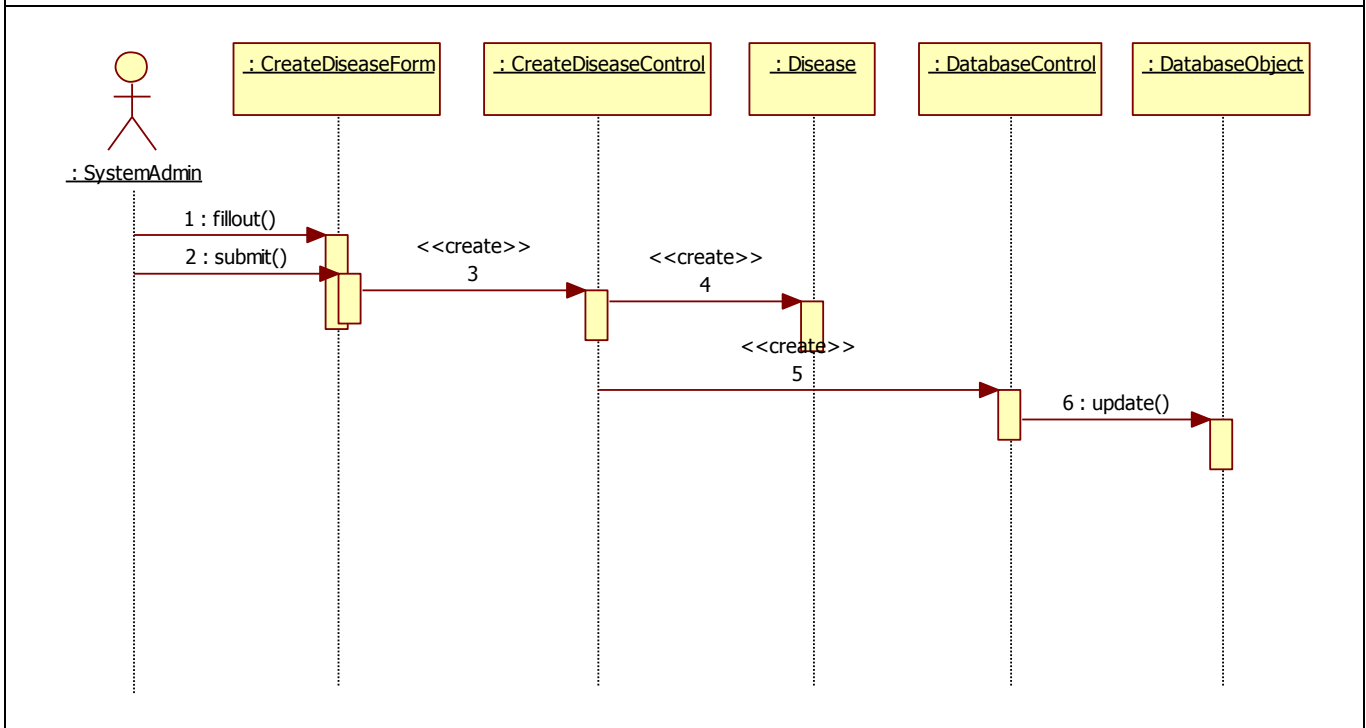 : CreateDiseaseForm
: CreateDiseaseControl
: Disease
: DatabaseControl
: DatabaseObject
: SystemAdmin
1 : fillout()
2 : submit()
<<create>>
3
<<create>>
4
<<create>>
5
6 : update()